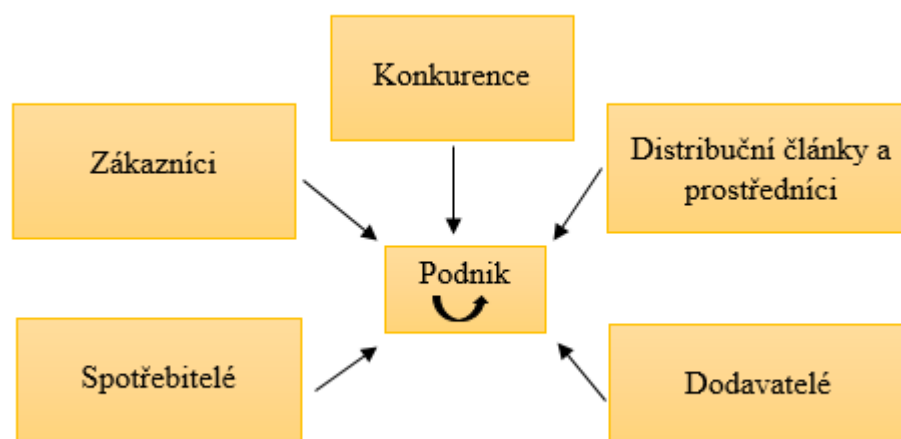 Konkurence
Zákazníci
Distribuční články a
prostředníci
Podnik
Spotřebitelé
Dodavatelé